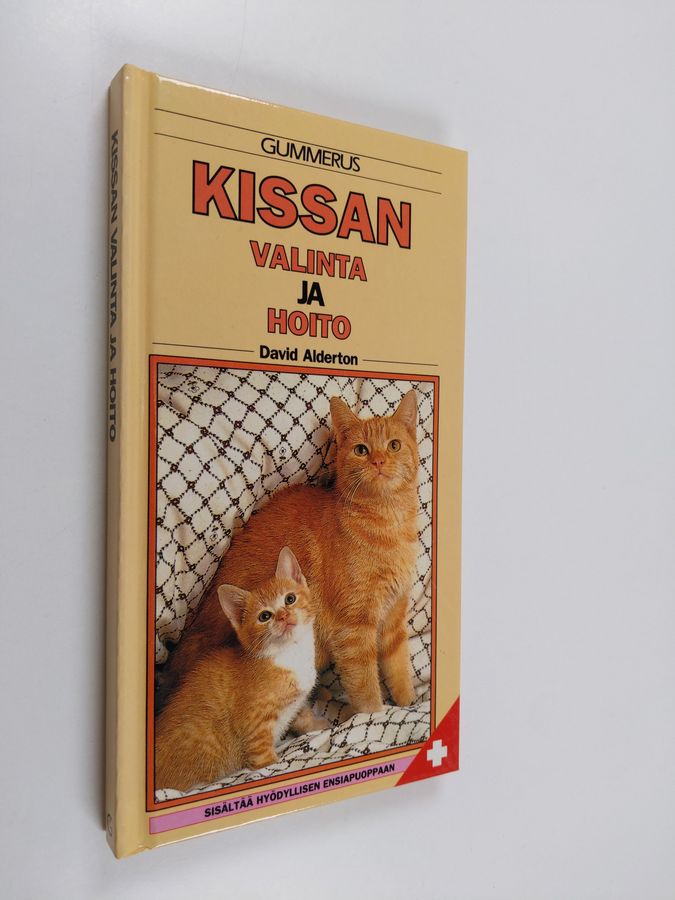 GUMMERUS
KISSAN
VALINTA
JA
HOITO
David Alderton
SISÄLTÄÄ HYÖDYLLISEN ENSIAPUOPPAAN
KISSAN VALINTA JA HOITO